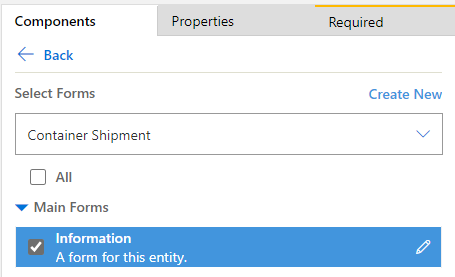 Components Properties Required
Back
Select Forms Create New
Container Shipment
All
Main Forms
Information
A form for this entity.